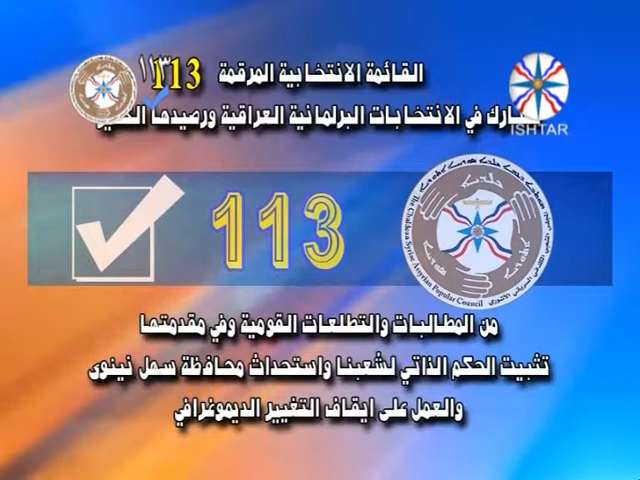 القائمة الانتخابية المرقمة 113
١١٣
في الانتخابات البرلمانية العراقية ورصيدها
ISHTAR
113
The Chaldean Syriac Assyrian Popular Council
من المطالبات والتطلعات القومية وفي مقدمتها
تثبيت الحكم الذاتي لشعبنا واستحداث محافظة سهل نينوى
والعمل على ايقاف التغيير الديموغرافي